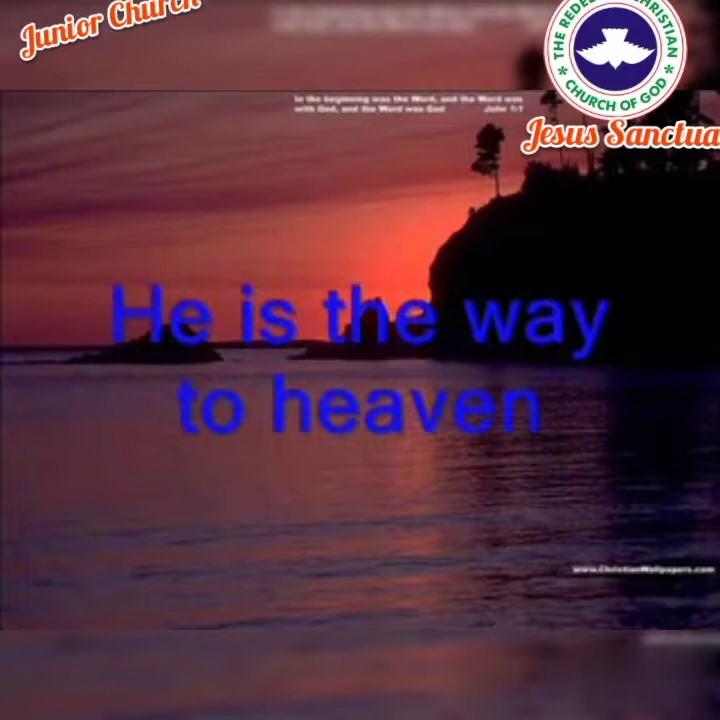 Junior Church
THE REDEE CHRISTIAN
CHURCH OF GOD
Jesus Sanctua
In the beginning was the Word, and the Word was
with God, and the Word was God John 1:1
He is the way
to heaven
www.ChristianWallpapers.com